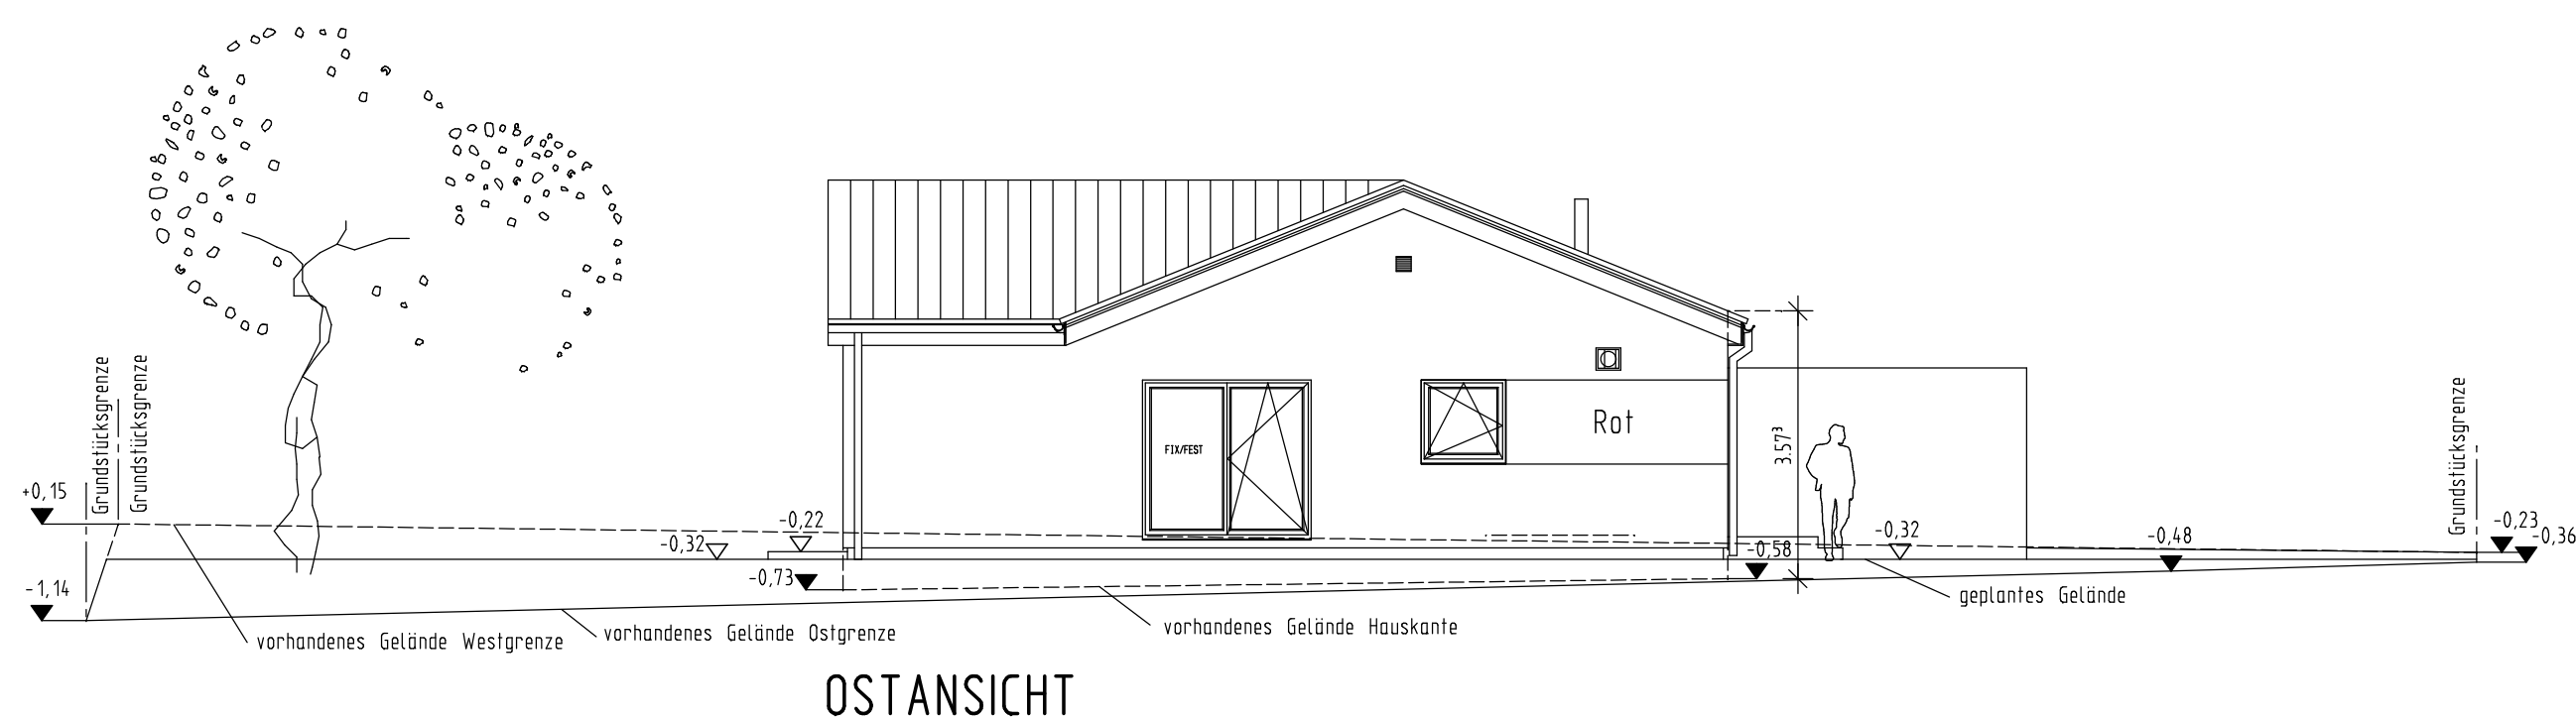 Grundstücksgrenze
Grundstücksgrenze
Grundstücksgrenze
FIX/FEST
Rot
3.57³
+0,15
-0,22
-0,32
-0,32
-0,48
-0,23
-0,36
-0,58
-0,73
-1,14
geplantes Gelände
vorhandenes Gelände Westgrenze
vorhandenes Gelände Ostgrenze
vorhandenes Gelände Hauskante
OSTANSICHT